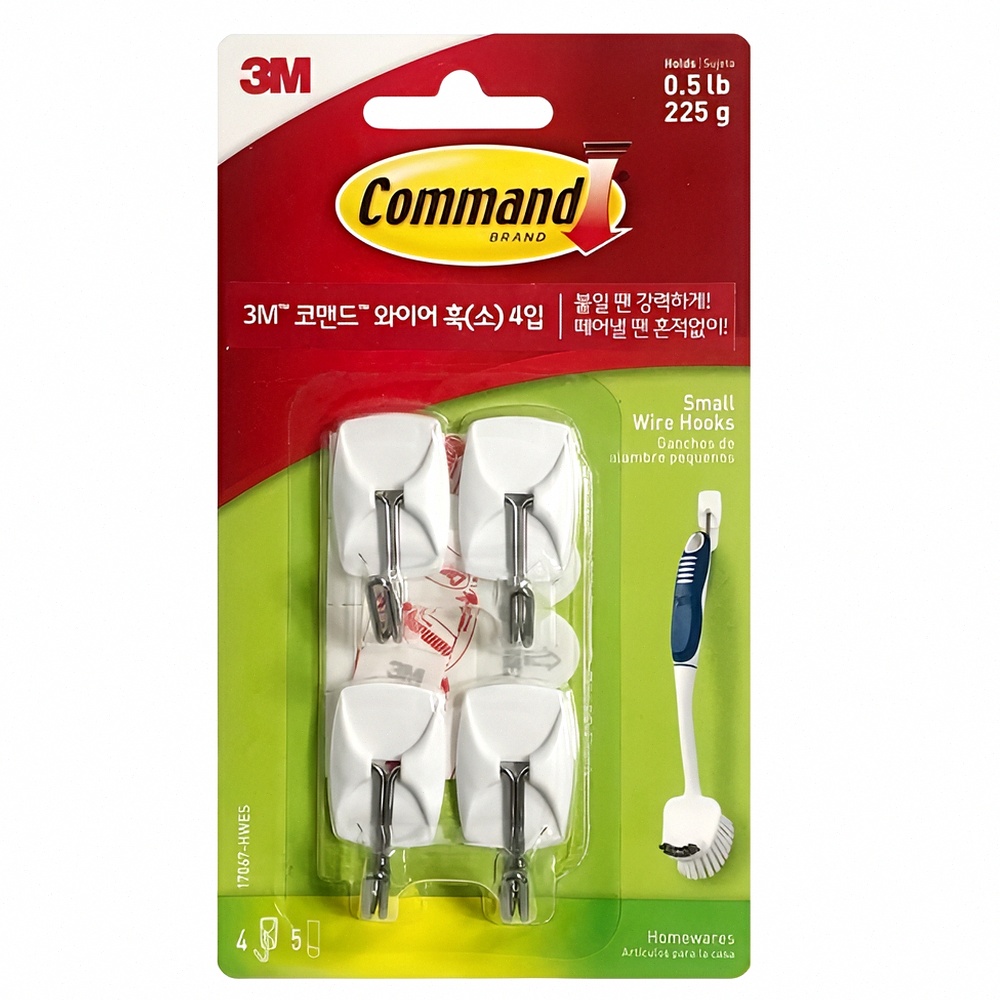 3M
Holds | Sujeta
0.5 lb
225 g
Command
BRAND
3M™ 코맨드™ 와이어 훅(소) 4입
붙일 땐 강력하게!
떼어낼 땐 흔적없이!
Small
Wire Hooks
Ganchos de
alambre pequenos
3M
17067-HWES
4
5
Homewares
Artículos para la casa